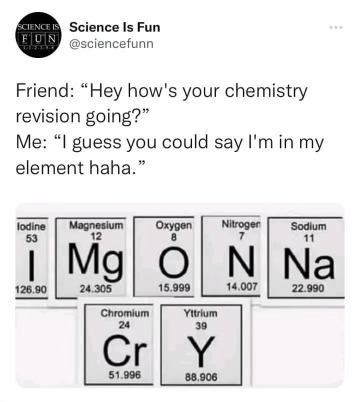 SCIENCE IS
FUN
Science Is Fun
@sciencefunn
Friend: “Hey how's your chemistry
revision going?”
Me: “I guess you could say I'm in my
element haha.”
Iodine Magnesium Oxygen Nitrogen Sodium
53 12 8 7 11
I Mg O N Na
126.90 24.305 15.999 14.007 22.990
Chromium Yttrium
24 39
Cr Y
51.996 88.906